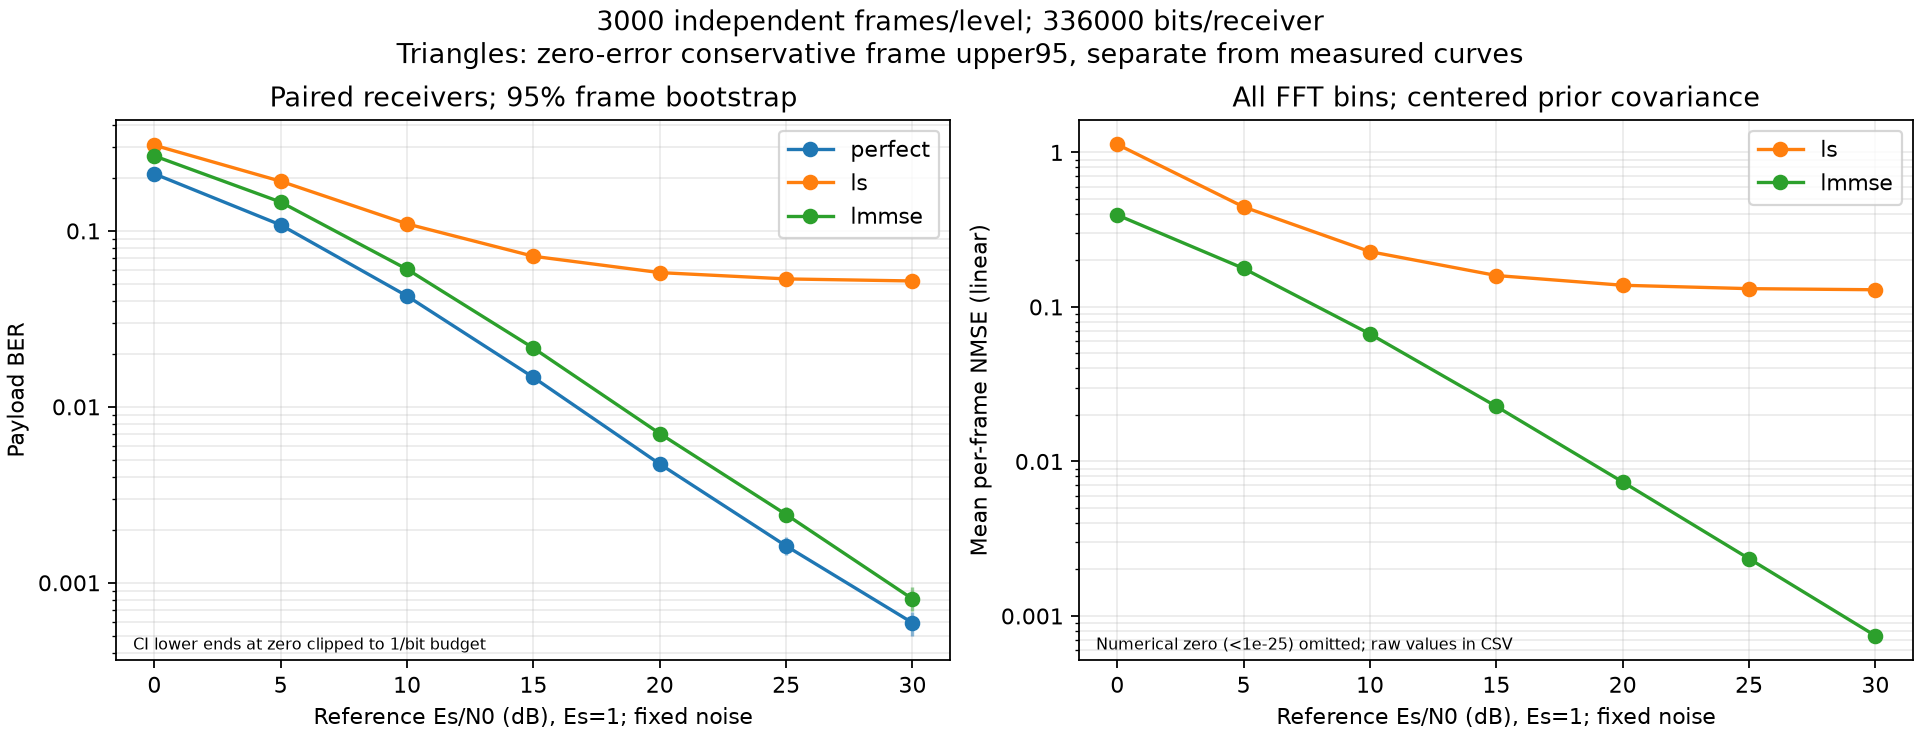 3000 independent frames/level; 336000 bits/receiver
Triangles: zero-error conservative frame upper95, separate from measured curves
Paired receivers; 95% frame bootstrap
perfect
ls
lmmse
Payload BER
0.1
0.01
0.001
CI lower ends at zero clipped to 1/bit budget
0 5 10 15 20 25 30
Reference Es/N0 (dB), Es=1; fixed noise
All FFT bins; centered prior covariance
ls
lmmse
Mean per-frame NMSE (linear)
1
0.1
0.01
0.001
Numerical zero (<1e-25) omitted; raw values in CSV
0 5 10 15 20 25 30
Reference Es/N0 (dB), Es=1; fixed noise